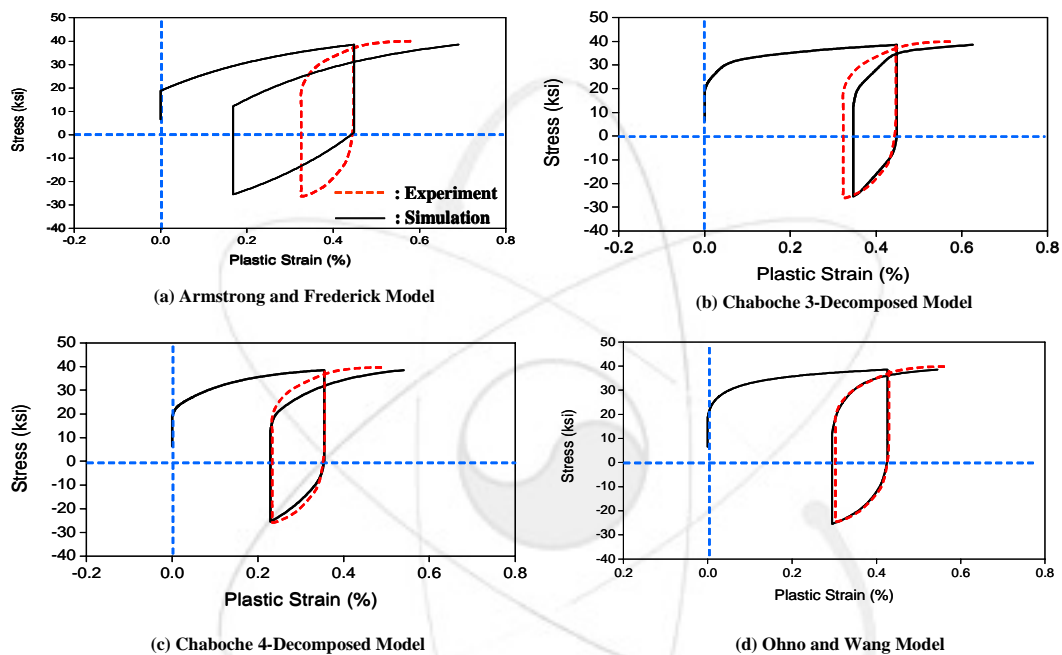 50
40
30
20
10
0
-10
-20
-30
-40
Stress (ksi)
-0.2 0.0 0.2 0.4 0.6 0.8
Plastic Strain (%)
: Experiment
: Simulation
(a) Armstrong and Frederick Model
50
40
30
20
10
0
-10
-20
-30
-40
Stress (ksi)
-0.2 0.0 0.2 0.4 0.6 0.8
Plastic Strain (%)
(b) Chaboche 3-Decomposed Model
50
40
30
20
10
0
-10
-20
-30
-40
Stress (ksi)
-0.2 0.0 0.2 0.4 0.6 0.8
Plastic Strain (%)
(c) Chaboche 4-Decomposed Model
50
40
30
20
10
0
-10
-20
-30
-40
Stress (ksi)
0.2 0.0 0.2 0.4 0.6 0.8
Plastic Strain (%)
(d) Ohno and Wang Model